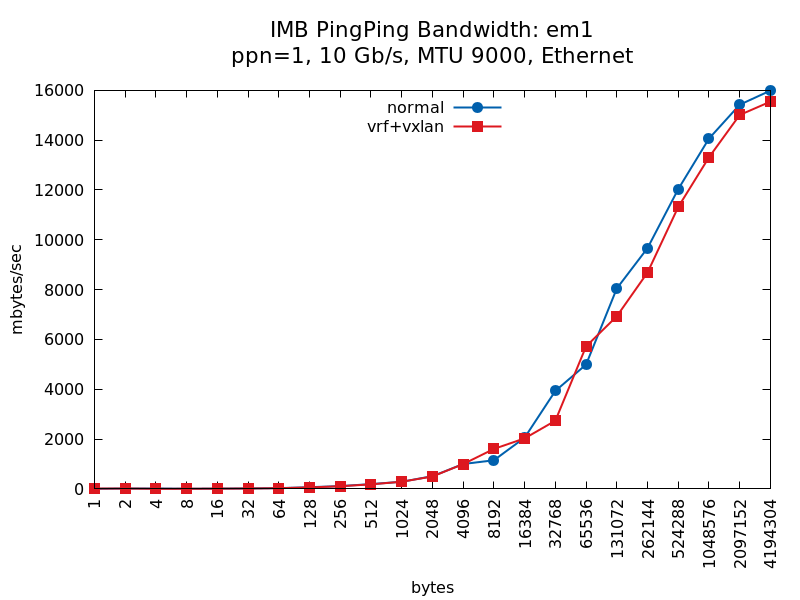 IMB PingPing Bandwidth: em1
ppn=1, 10 Gb/s, MTU 9000, Ethernet
normal
vrf+vxlan
mbytes/sec
16000
14000
12000
10000
8000
6000
4000
2000
0
1 2 4 8 16 32 64 128 256 512 1024 2048 4096 8192 16384 32768 65536 131072 262144 524288 1048576 2097152 4194304
bytes